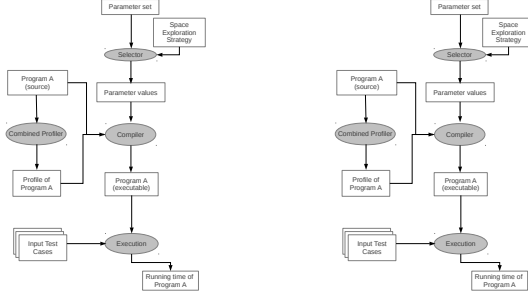 Parameter set
Space
Exploration
Strategy
Selector
Program A
(source)
Parameter values
Combined Profiler
Compiler
Profile of
Program A
Program A
(executable)
Input Test
Cases
Execution
Running time of
Program A
Parameter set
Space
Exploration
Strategy
Selector
Program A
(source)
Parameter values
Combined Profiler
Compiler
Profile of
Program A
Program A
(executable)
Input Test
Cases
Execution
Running time of
Program A